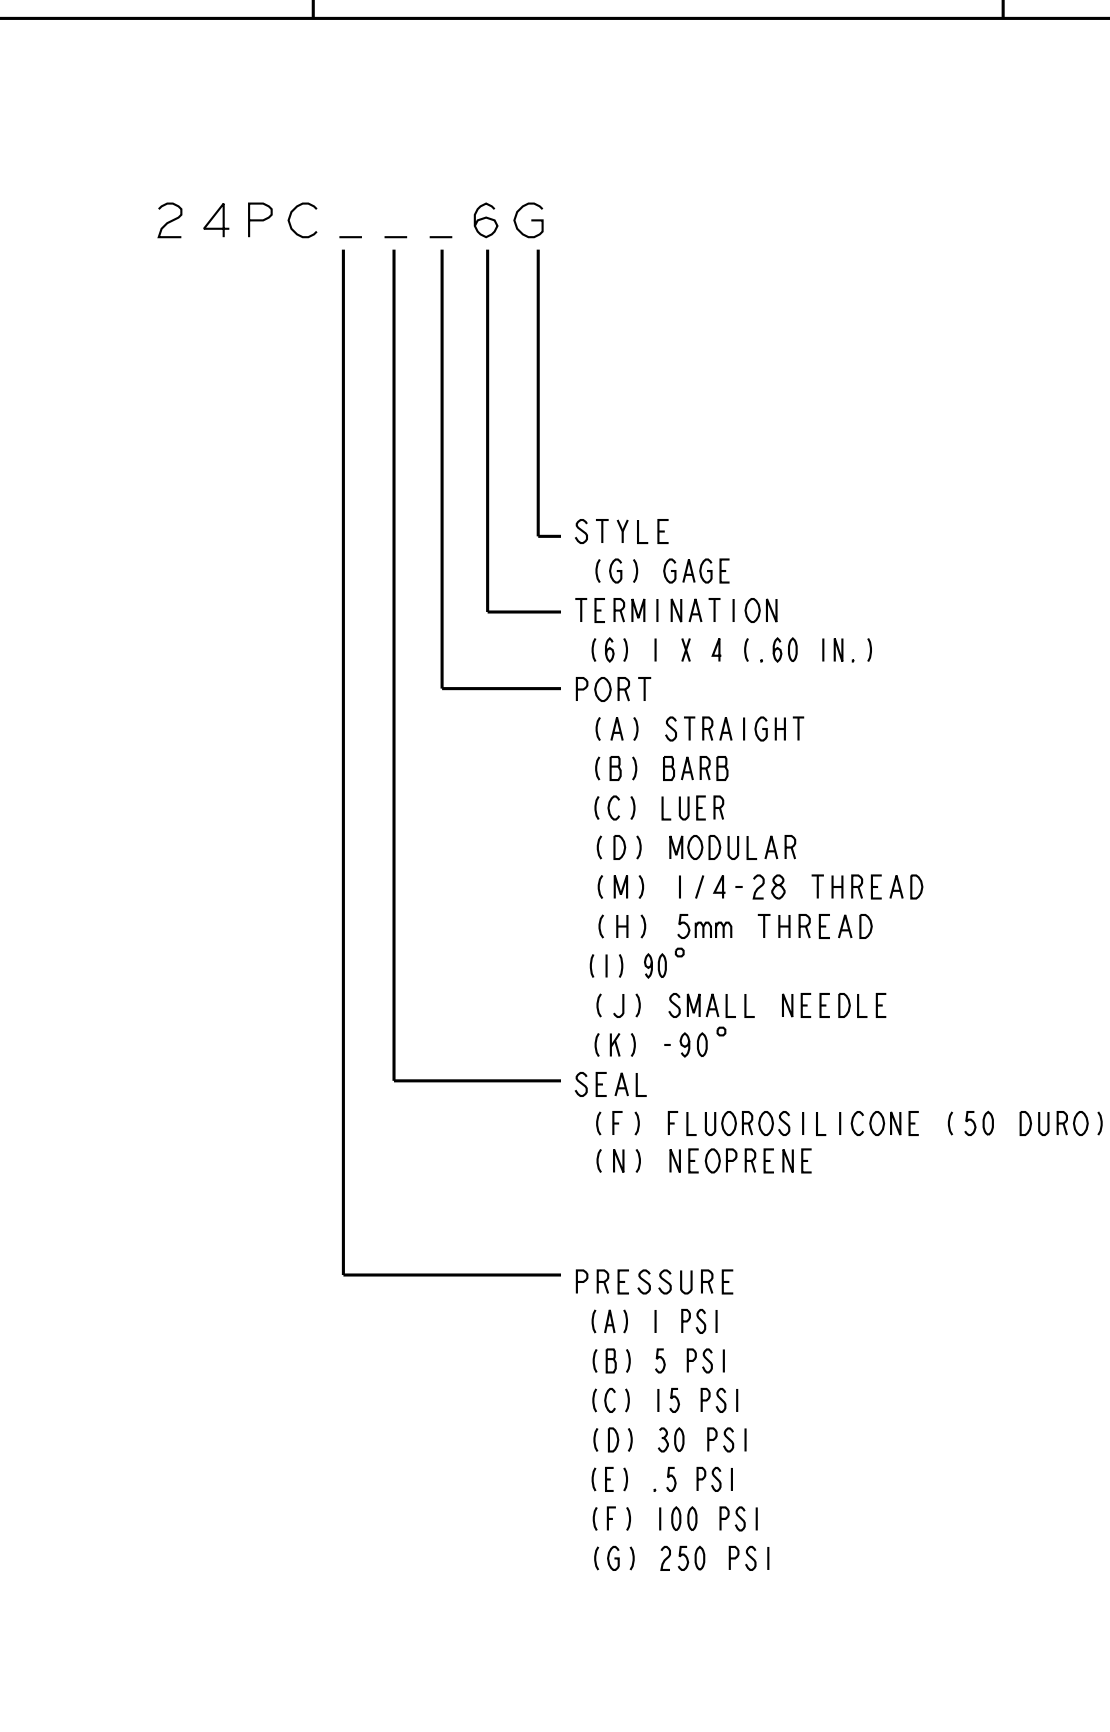 24PC_ _ _6G
STYLE
(G) GAGE
TERMINATION
(6) 1 X 4 (.60 IN.)
PORT
(A) STRAIGHT
(B) BARB
(C) LUER
(D) MODULAR
(M) 1/4-28 THREAD
(H) 5mm THREAD
(I) 90°
(J) SMALL NEEDLE
(K) -90°
SEAL
(F) FLUOROSILICONE (50 DURO)
(N) NEOPRENE
PRESSURE
(A) 1 PSI
(B) 5 PSI
(C) 15 PSI
(D) 30 PSI
(E) .5 PSI
(F) 100 PSI
(G) 250 PSI